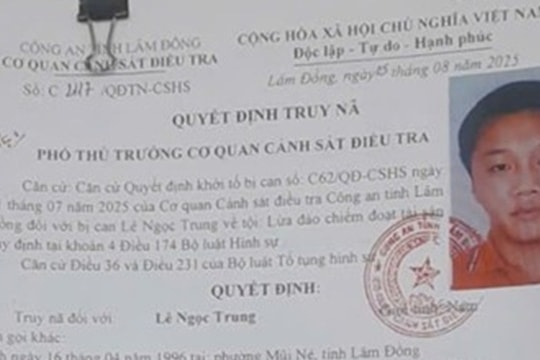 CÔNG AN TỈNH LÂM ĐỒNG
CƠ QUAN CẢNH SÁT ĐIỀU TRA
Số: C 2117 /QĐTN-CSHS
CỘNG HÒA XÃ HỘI CHỦ NGHĨA VIỆT NAM
Độc lập - Tự do - Hạnh phúc
Lâm Đồng, ngày 15 tháng 08 năm 2025
QUYẾT ĐỊNH TRUY NÃ
PHÓ THỦ TRƯỞNG CƠ QUAN CẢNH SÁT ĐIỀU TRA
Căn cứ: Căn cứ Quyết định khởi tố bị can số: C62/QĐ-CSHS ngày
tháng 07 năm 2025 của Cơ quan Cảnh sát điều tra Công an tỉnh Lâm
Đồng đối với bị can Lê Ngọc Trung về tội: Lừa đảo chiếm đoạt tài sản
quy định tại khoản 4 Điều 174 Bộ luật Hình sự.
Căn cứ Điều 36 và Điều 231 của Bộ luật Tố tụng hình sự
QUYẾT ĐỊNH:
Truy nã đối với Lê Ngọc Trung
gọi khác:
ngày 16 tháng 04 năm 1996 tại: phường Mũi Né, tỉnh Lâm Đồng
CÔNG AN TỈNH